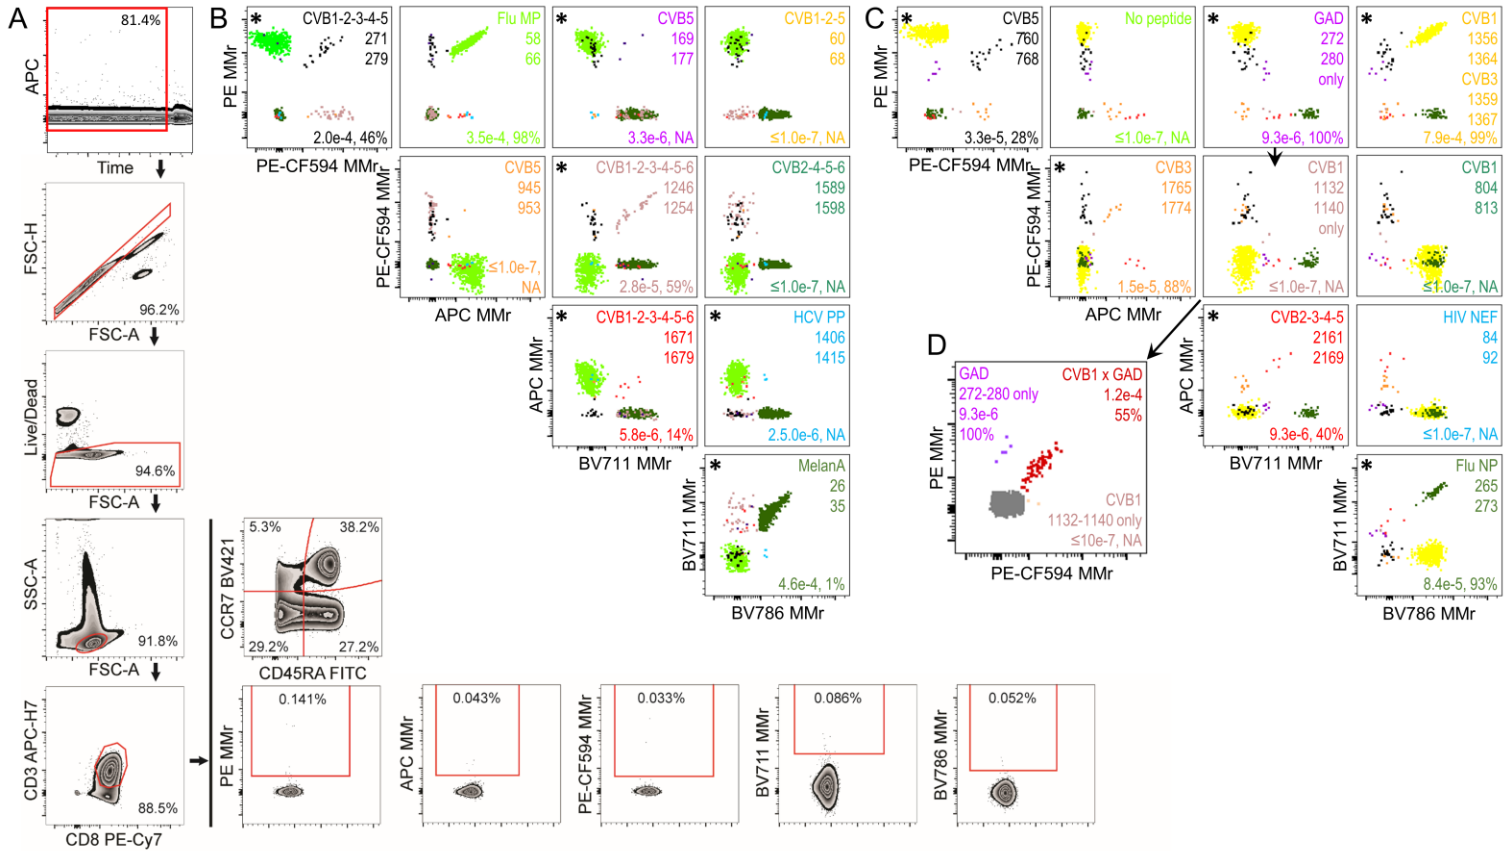 A
81.4%
APC
Time
FSC-H
96.2%
FSC-A
Live/Dead
94.6%
FSC-A
SSC-A
91.8%
FSC-A
CD3 APC-H7
88.5%
CD8 PE-Cy7
5.3%
38.2%
CCR7 BV421
29.2%
27.2%
CD45RA FITC
0.141%
PE MMr
0.043%
APC MMr
0.033%
PE-CF594 MMr
0.086%
BV711 MMr
0.052%
BV786 MMr
B
*
CVB1-2-3-4-5
271
279
2.0e-4, 46%
PE MMr
PE-CF594 MMr
Flu MP
58
66
3.5e-4, 98%
*
CVB5
169
177
3.3e-6, NA
CVB1-2-5
60
68
≤1.0e-7, NA
CVB5
945
953
≤1.0e-7,
NA
PE-CF594 MMr
APC MMr
*
CVB1-2-3-4-5-6
1246
1254
2.8e-5, 59%
CVB2-4-5-6
1589
1598
≤1.0e-7, NA
*
CVB1-2-3-4-5-6
1671
1679
5.8e-6, 14%
APC MMr
BV711 MMr
*
HCV PP
1406
1415
2.5.0e-6, NA
*
MelanA
26
35
4.6e-4, 1%
BV711 MMr
BV786 MMr
C
*
CVB5
760
768
3.3e-5, 28%
PE MMr
PE-CF594 MMr
No peptide
≤1.0e-7, NA
*
GAD
272
280
only
9.3e-6, 100%
*
CVB1
1356
1364
CVB3
1359
1367
7.9e-4, 99%
*
CVB3
1765
1774
1.5e-5, 88%
PE-CF594 MMr
APC MMr
CVB1
1132
1140
only
≤1.0e-7, NA
CVB1
804
813
≤1.0e-7, NA
*
CVB2-3-4-5
2161
2169
9.3e-6, 40%
APC MMr
BV711 MMr
HIV NEF
84
92
≤1.0e-7, NA
*
Flu NP
265
273
8.4e-5, 93%
BV711 MMr
BV786 MMr
D
GAD
272-280 only
9.3e-6
100%
CVB1 x GAD
1.2e-4
55%
CVB1
1132-1140 only
≤10e-7, NA
PE MMr
PE-CF594 MMr